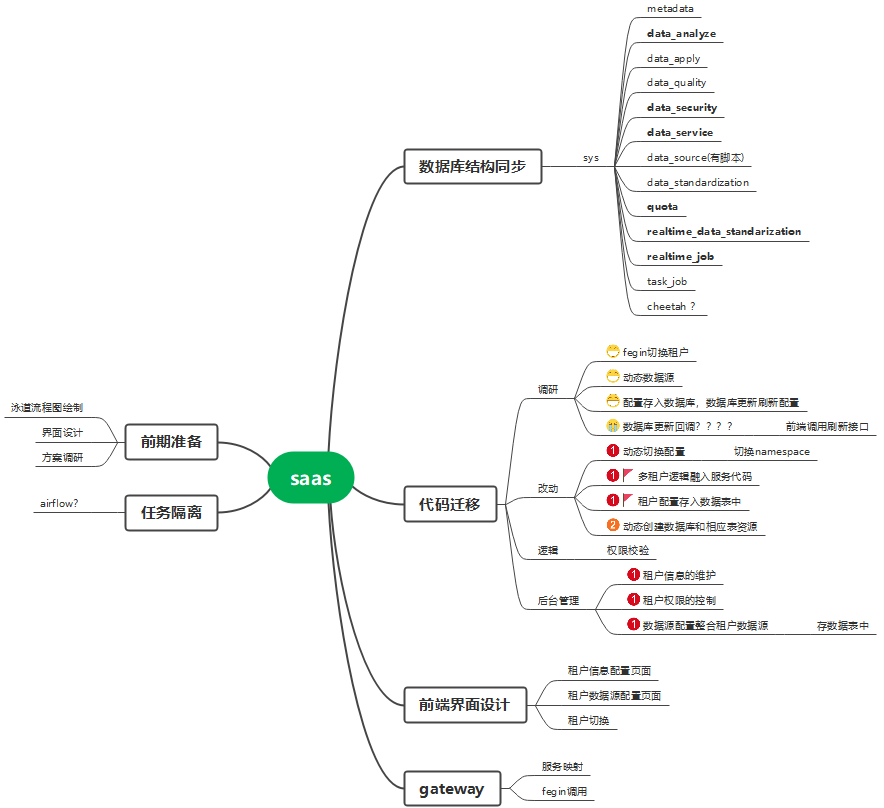 saas
数据库结构同步
sys
metadata
data_analyze
data_apply
data_quality
data_security
data_service
data_source(有脚本)
data_standardization
quota
realtime_data_standarization
realtime_job
task_job
cheetah ?
代码迁移
调研
fegin切换租户
动态数据源
配置存入数据库，数据库更新刷新配置
数据库更新回调？？？？
前端调用刷新接口
改动
1 动态切换配置
切换namespace
1 多租户逻辑融入服务代码
1 租户配置存入数据表中
2 动态创建数据库和相应表资源
逻辑
权限校验
后台管理
1 租户信息的维护
1 租户权限的控制
1 数据源配置整合租户数据源
存数据表中
前端界面设计
租户信息配置页面
租户数据源配置页面
租户切换
gateway
服务映射
fegin调用
前期准备
泳道流程图绘制
界面设计
方案调研
任务隔离
airflow?